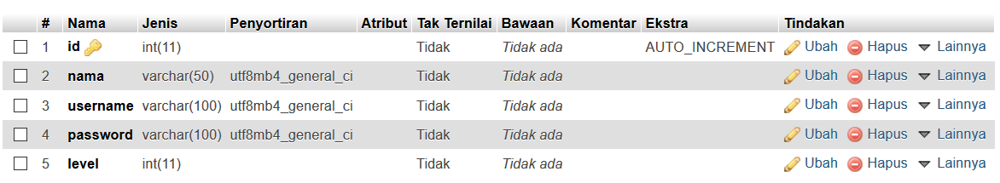 # Nama Jenis Penyortiran Atribut Tak Ternilai Bawaan Komentar Ekstra Tindakan
1 id int(11) Tidak Tidak ada AUTO_INCREMENT Ubah Hapus Lainnya
2 nama varchar(50) utf8mb4_general_ci Tidak Tidak ada Ubah Hapus Lainnya
3 username varchar(100) utf8mb4_general_ci Tidak Tidak ada Ubah Hapus Lainnya
4 password varchar(100) utf8mb4_general_ci Tidak Tidak ada Ubah Hapus Lainnya
5 level int(11) Tidak Tidak ada Ubah Hapus Lainnya